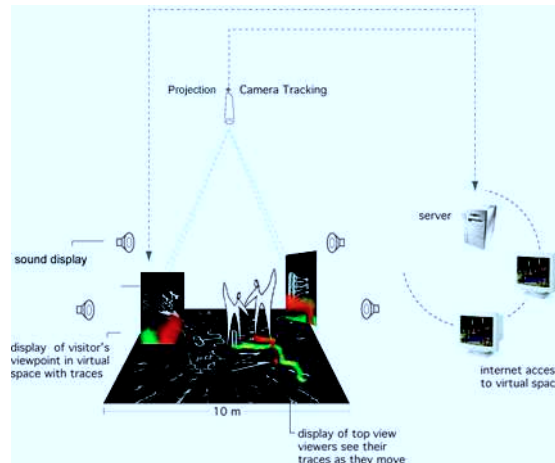 Projection + Camera Tracking
server
sound display
display of visitor's
viewpoint in virtual
space with traces
internet acces
to virtual spac
10 m
display of top view
viewers see their
traces as they move